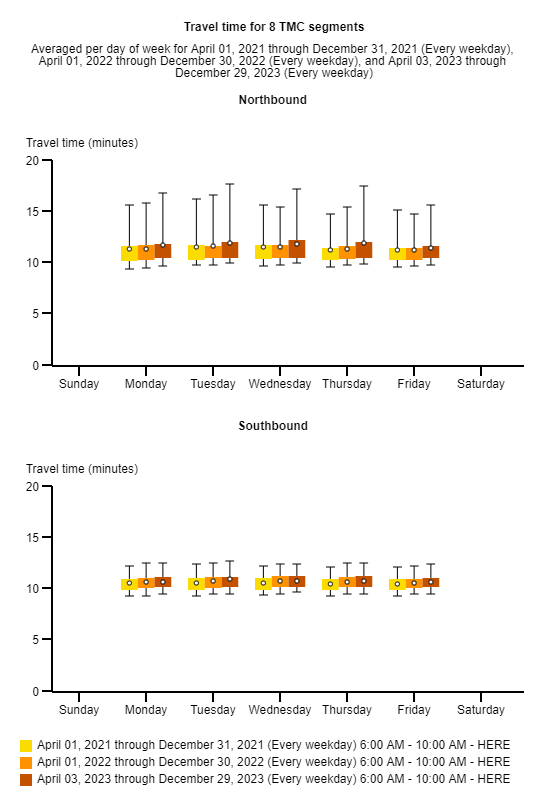 Travel time for 8 TMC segments
Averaged per day of week for April 01, 2021 through December 31, 2021 (Every weekday),
April 01, 2022 through December 30, 2022 (Every weekday), and April 03, 2023 through
December 29, 2023 (Every weekday)
Northbound
Travel time (minutes)
20
15
10
5
0
Sunday Monday Tuesday Wednesday Thursday Friday Saturday
Southbound
Travel time (minutes)
20
15
10
5
0
Sunday Monday Tuesday Wednesday Thursday Friday Saturday
April 01, 2021 through December 31, 2021 (Every weekday) 6:00 AM - 10:00 AM - HERE
April 01, 2022 through December 30, 2022 (Every weekday) 6:00 AM - 10:00 AM - HERE
April 03, 2023 through December 29, 2023 (Every weekday) 6:00 AM - 10:00 AM - HERE